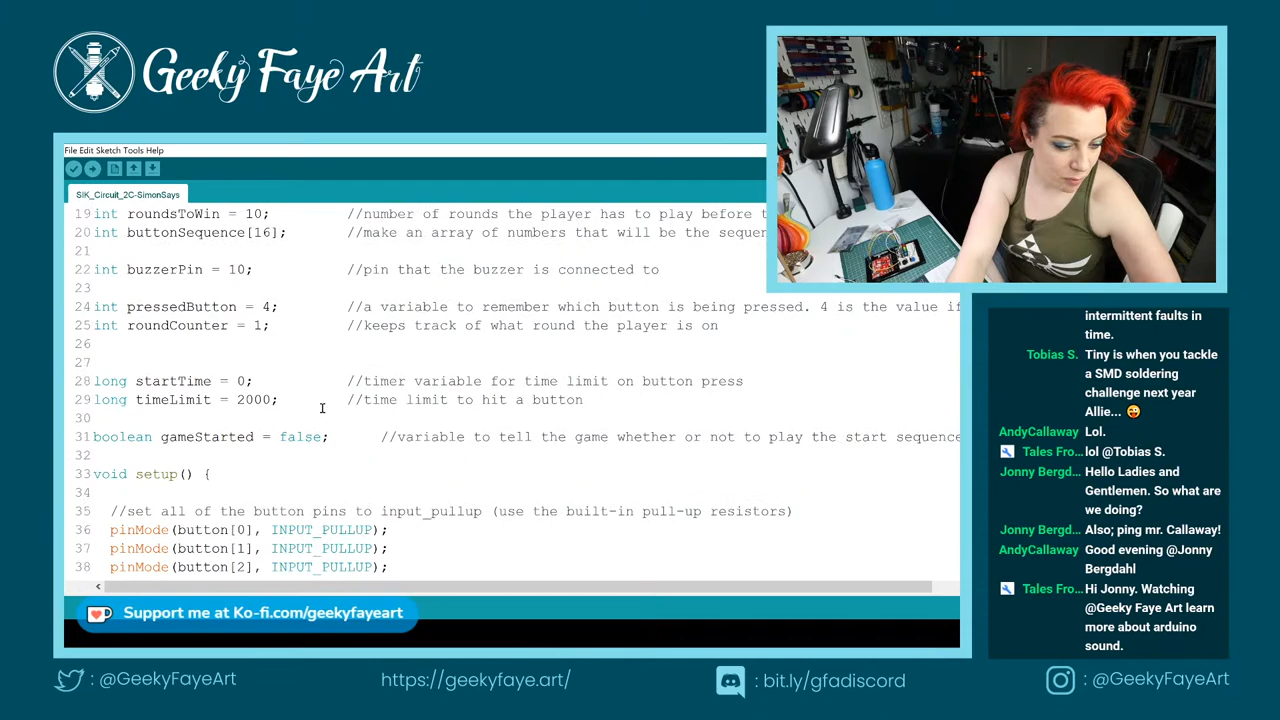 Geeky Faye Art
File Edit Sketch Tools Help
SIK_Circuit_2C-SimonSays
19 int roundsToWin = 10; //number of rounds the player has to play before t
20 int buttonSequence[16]; //make an array of numbers that will be the sequen
21
22 int buzzerPin = 10; //pin that the buzzer is connected to
23
24 int pressedButton = 4; //a variable to remember which button is being pressed. 4 is the value if
25 int roundCounter = 1; //keeps track of what round the player is on
26
27
28 long startTime = 0; //timer variable for time limit on button press
29 long timeLimit = 2000; //time limit to hit a button
30
31 boolean gameStarted = false; //variable to tell the game whether or not to play the start sequence
32
33 void setup() {
34
35 //set all of the button pins to input_pullup (use the built-in pull-up resistors)
36 pinMode(button[0], INPUT_PULLUP);
37 pinMode(button[1], INPUT_PULLUP);
38 pinMode(button[2], INPUT_PULLUP);
Support me at Ko-fi.com/geekyfayeart
intermittent faults in
time.
Tobias S. Tiny is when you tackle
a SMD soldering
challenge next year
Allie... 😜
AndyCallaway Lol.
Tales Fro... lol @Tobias S.
Jonny Bergd... Hello Ladies and
Gentlemen. So what are
we doing?
Jonny Bergd... Also; ping mr. Callaway!
AndyCallaway Good evening @Jonny
Bergdahl
Tales Fro... Hi Jonny. Watching
@Geeky Faye Art learn
more about arduino
sound.
: @GeekyFayeArt
https://geekyfaye.art/
: bit.ly/gfadiscord
: @GeekyFayeArt